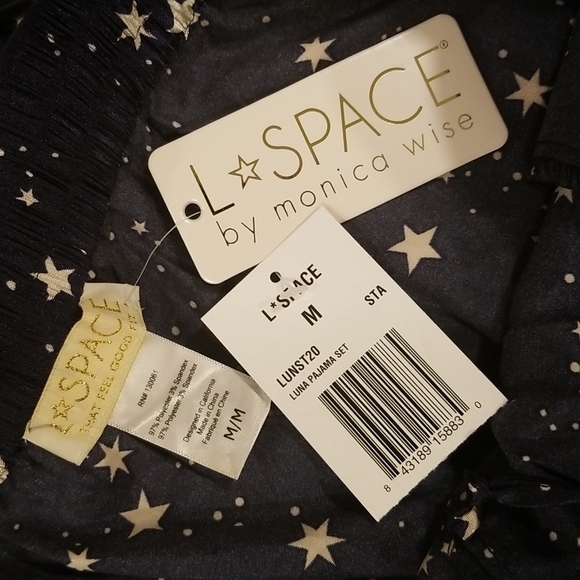 L☆SPACE®
by monica wise
L*SPACE
M
STA
LUNST20
LUNA PAJAMA SET
8 43189 15883 0
L☆SPACE
THAT FEEL GOOD
RN# 130061
97% Polyester 3% Spandex
97% Polyester 3% Spandex
Designed in California
Made in China
Fabriqué en Chine
M/M